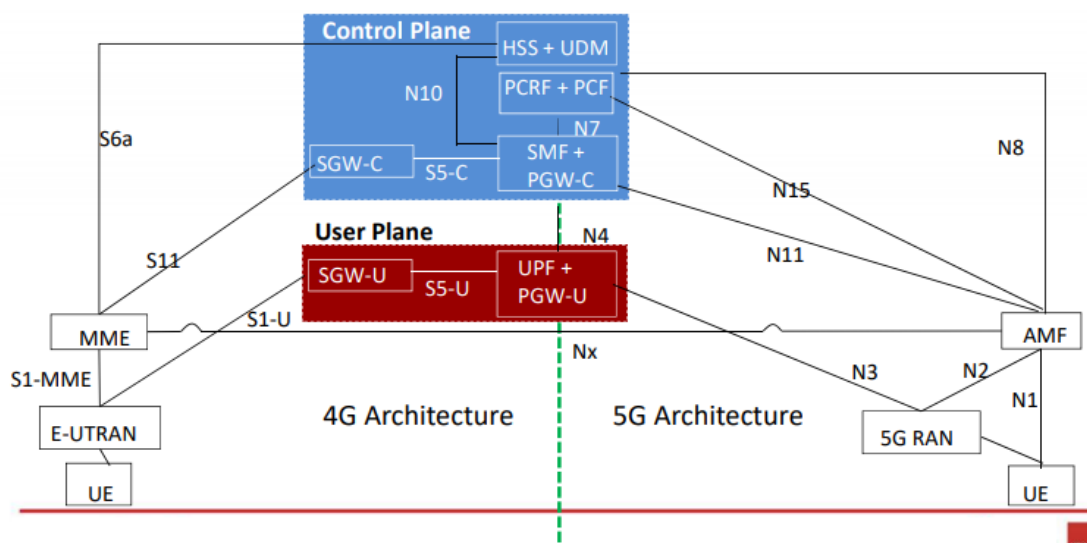 Control Plane
HSS + UDM
N10
PCRF + PCF
S6a
N7
N8
SGW-C
S5-C
SMF +
PGW-C
N15
S11
User Plane
N4
N11
SGW-U
S5-U
UPF +
PGW-U
S1-U
MME
AMF
Nx
S1-MME
N3
N2
N1
4G Architecture
5G Architecture
E-UTRAN
5G RAN
UE
UE